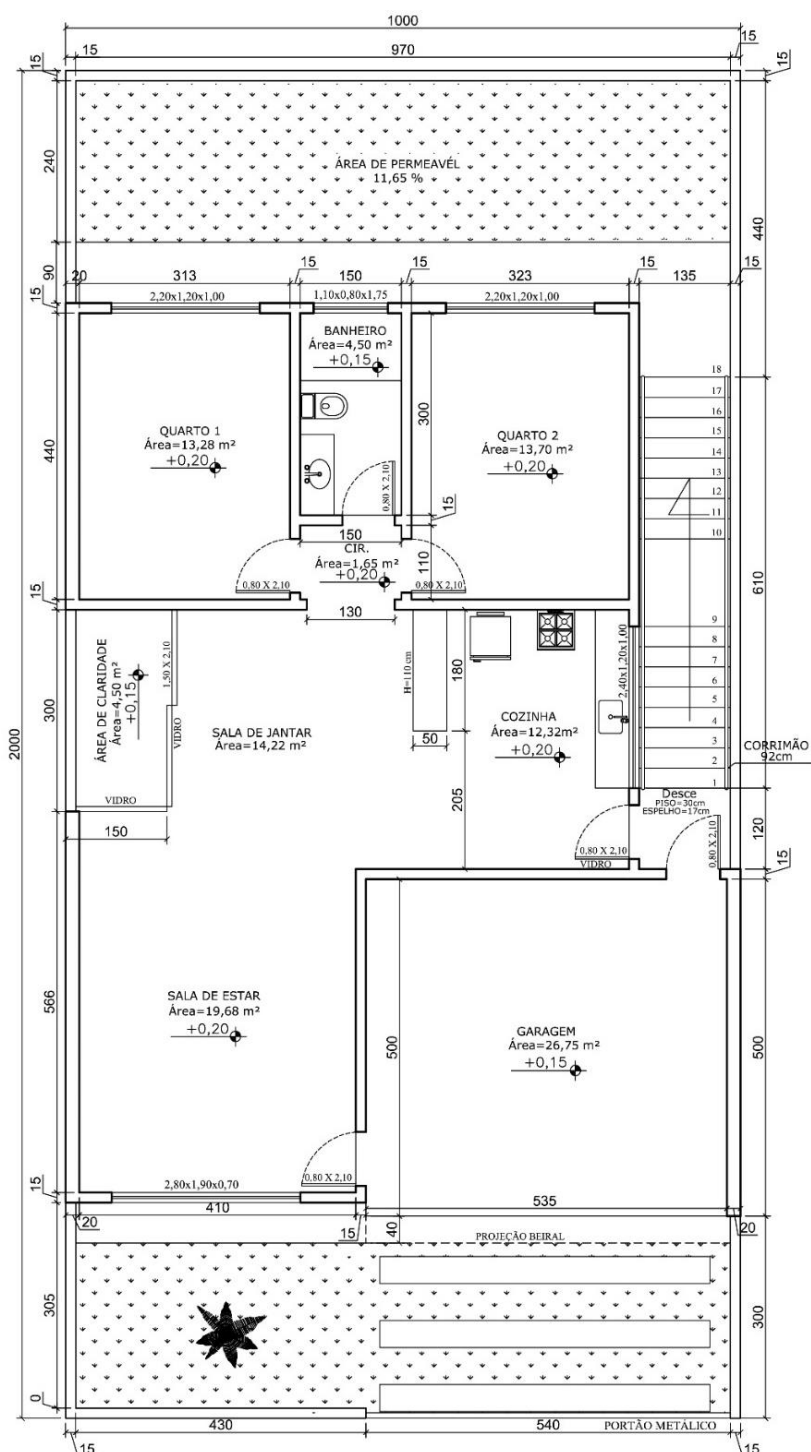 1000
15
970
15
15
15
240
ÁREA DE PERMEAVÉL
11,65 %
440
90
20
313
15
150
15
323
15
135
15
15
2,20x1,20x1,00
1,10x0,80x1,75
2,20x1,20x1,00
BANHEIRO
Área=4,50 m²
+0,15
18
17
16
15
14
13
12
11
10
QUARTO 1
Área=13,28 m²
+0,20
300
QUARTO 2
Área=13,70 m²
+0,20
440
0,80 X 2,10
15
150
CIR.
Área=1,65 m²
+0,20
110
0,80 X 2,10
0,80 X 2,10
610
15
130
9
8
7
6
5
4
3
2
1
ÁREA DE CLARIDADE
Área=4,50 m²
+0,15
1,50 X 2,10
VIDRO
H=110 cm
180
2,40x1,20x1,00
300
SALA DE JANTAR
Área=14,22 m²
COZINHA
Área=12,32m²
+0,20
50
2000
CORRIMÃO
92cm
VIDRO
150
205
Desce
PISO=30cm
ESPELHO=17cm
120
0,80 X 2,10
VIDRO
0,80 X 2,10
15
566
SALA DE ESTAR
Área=19,68 m²
+0,20
500
GARAGEM
Área=26,75 m²
+0,15
500
0,80 X 2,10
15
2,80x1,90x0,70
20
410
15
535
20
40
PROJEÇÃO BEIRAL
305
300
0
430
540
PORTÃO METÁLICO
15
15